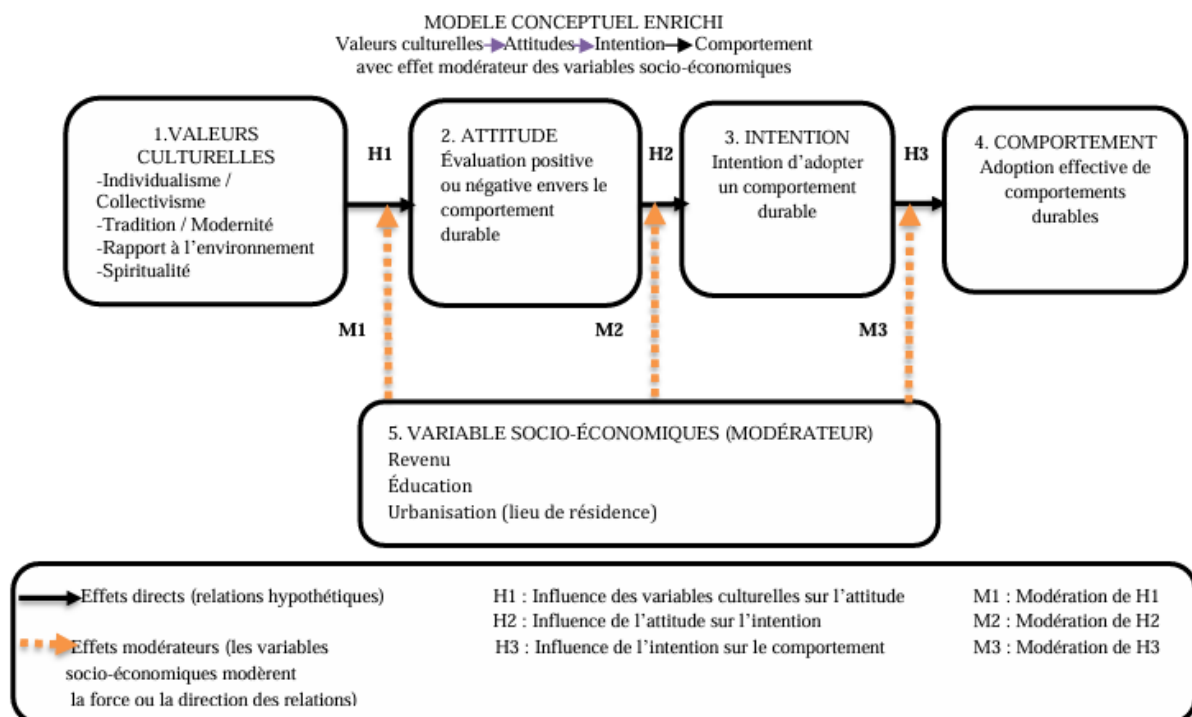 MODELE CONCEPTUEL ENRICHI
Valeurs culturelles Attitudes Intention Comportement
avec effet modérateur des variables socio-économiques
1.VALEURS
CULTURELLES
-Individualisme /
Collectivisme
-Tradition / Modernité
-Rapport à l'environnement
-Spiritualité
H1
2. ATTITUDE
Évaluation positive
ou négative envers le
comportement
durable
H2
3. INTENTION
Intention d'adopter
un comportement
durable
H3
4. COMPORTEMENT
Adoption effective de
comportements
durables
M1
M2
M3
5. VARIABLE SOCIO-ÉCONOMIQUES (MODÉRATEUR)
Revenu
Éducation
Urbanisation (lieu de résidence)
Effets directs (relations hypothétiques)
Effets modérateurs (les variables
socio-économiques modèrent
la force ou la direction des relations)
H1 : Influence des variables culturelles sur l'attitude
H2 : Influence de l'attitude sur l'intention
H3 : Influence de l'intention sur le comportement
M1 : Modération de H1
M2 : Modération de H2
M3 : Modération de H3